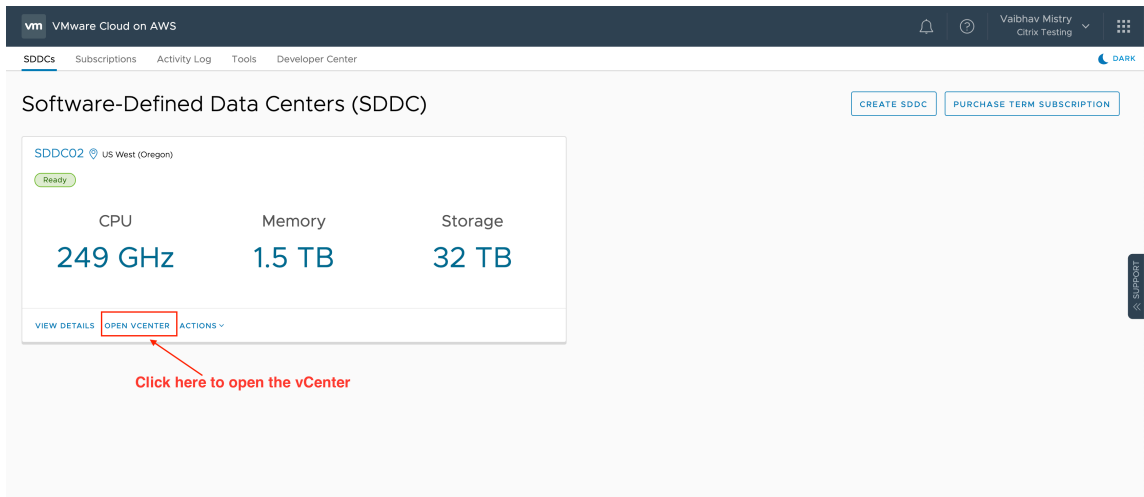 vm VMware Cloud on AWS
Vaibhav Mistry
Citrix Testing
SDDCs Subscriptions Activity Log Tools Developer Center
DARK
Software-Defined Data Centers (SDDC)
CREATE SDDC PURCHASE TERM SUBSCRIPTION
SDDC02 US West (Oregon)
Ready
CPU Memory Storage
249 GHz 1.5 TB 32 TB
SUPPORT
VIEW DETAILS OPEN VCENTER ACTIONS
Click here to open the vCenter